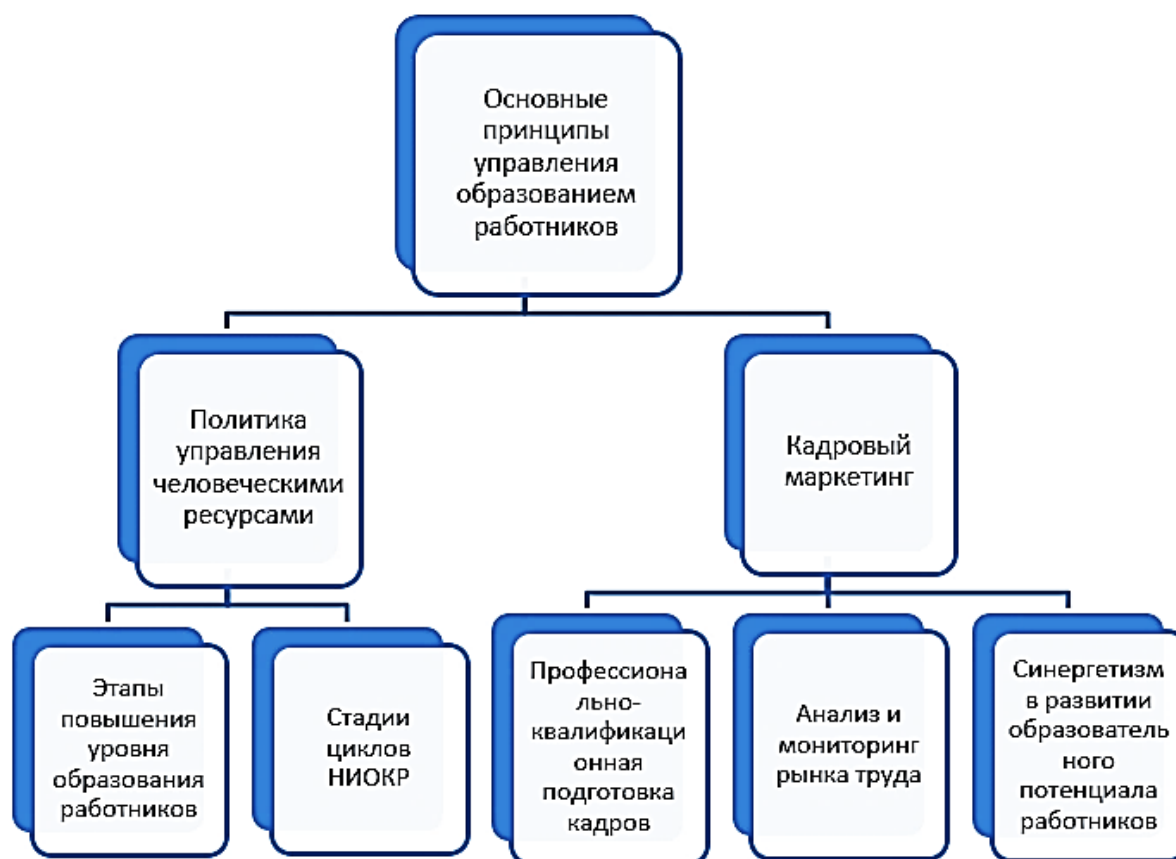 Основные
принципы
управления
образованием
работников
Политика
управления
человеческими
ресурсами
Кадровый
маркетинг
Этапы
повышения
уровня
образования
работников
Стадии
циклов
НИОКР
Профессиона
льно-
квалификаци
онная
подготовка
кадров
Анализ и
мониторинг
рынка труда
Синергетизм
в развитии
образователь
ного
потенциала
работников